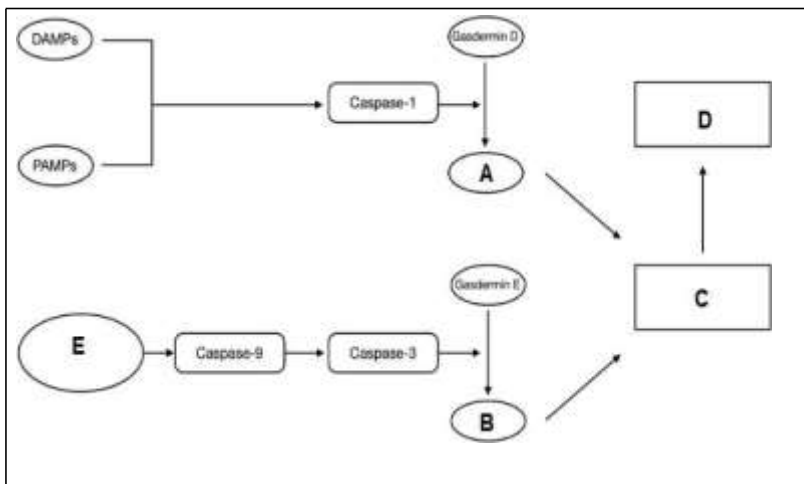 DAMPs
Gasdermin D
Caspase-1
D
PAMPs
A
Gasdermin E
C
E
Caspase-9
Caspase-3
B